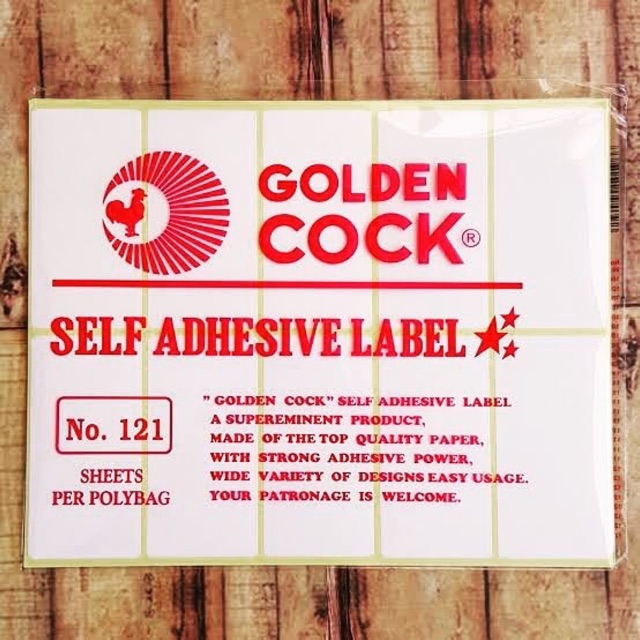 GOLDEN
COCK®
SELF ADHESIVE LABEL
No. 121
SHEETS
PER POLYBAG
" GOLDEN COCK" SELF ADHESIVE LABEL
A SUPEREMINENT PRODUCT,
MADE OF THE TOP QUALITY PAPER,
WITH STRONG ADHESIVE POWER,
WIDE VARIETY OF DESIGNS EASY USAGE.
YOUR PATRONAGE IS WELCOME.